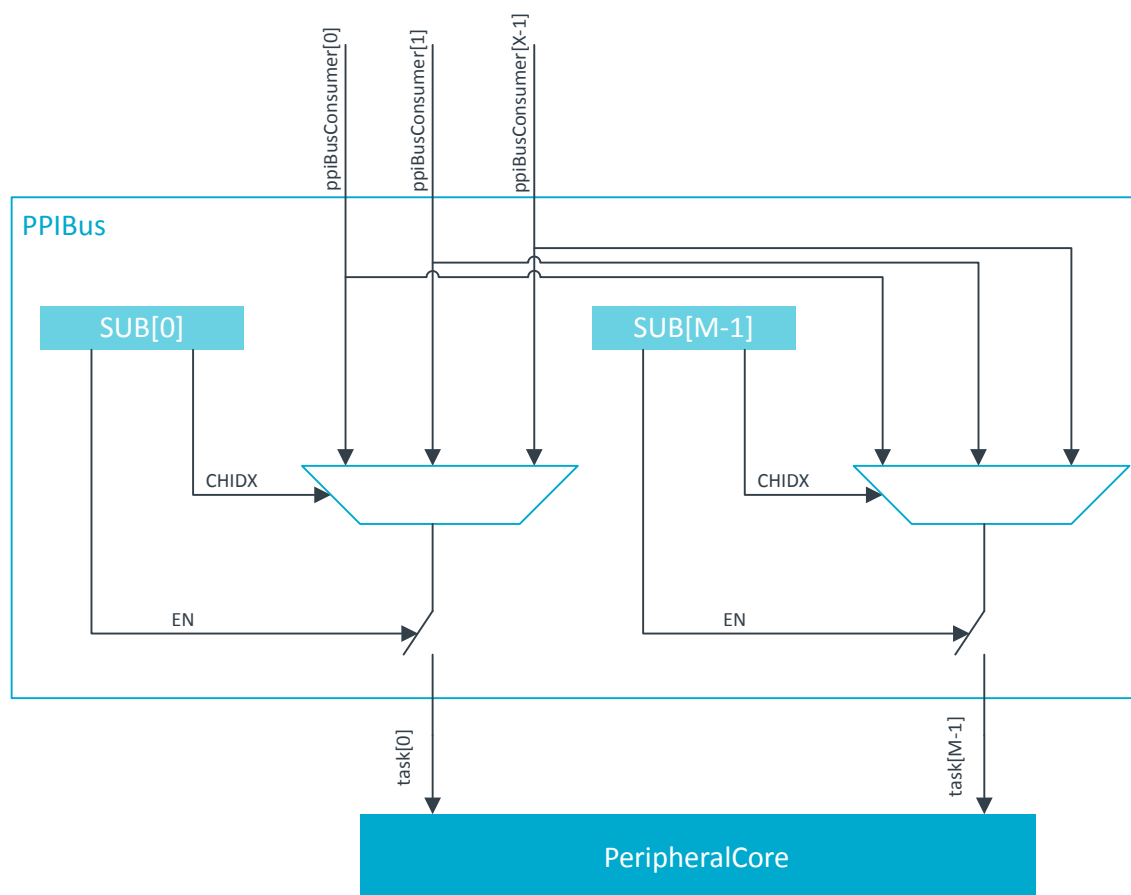 ppiBusConsumer[0]
ppiBusConsumer[1]
ppiBusConsumer[X-1]
PPIBus
SUB[0]
SUB[M-1]
CHIDX
CHIDX
EN
EN
task[0]
task[M-1]
PeripheralCore